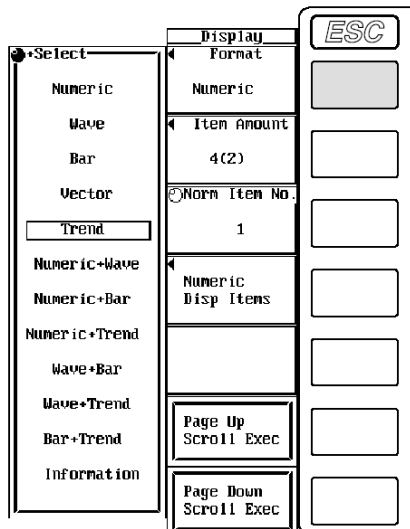 +Select
Numeric
Wave
Bar
Vector
Trend
Numeric+Wave
Numeric+Bar
Numeric+Trend
Wave+Bar
Wave+Trend
Bar+Trend
Information
Display
Format
Numeric
Item Amount
4(2)
Norm Item No.
1
Numeric
Disp Items
Page Up
Scroll Exec
Page Down
Scroll Exec
ESC